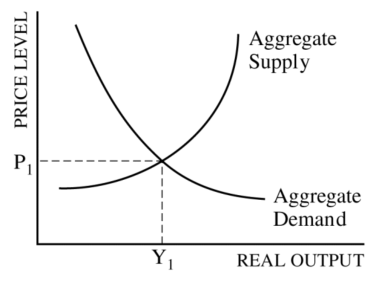 PRICE LEVEL
Aggregate
Supply
P1
Aggregate
Demand
Y1
REAL OUTPUT